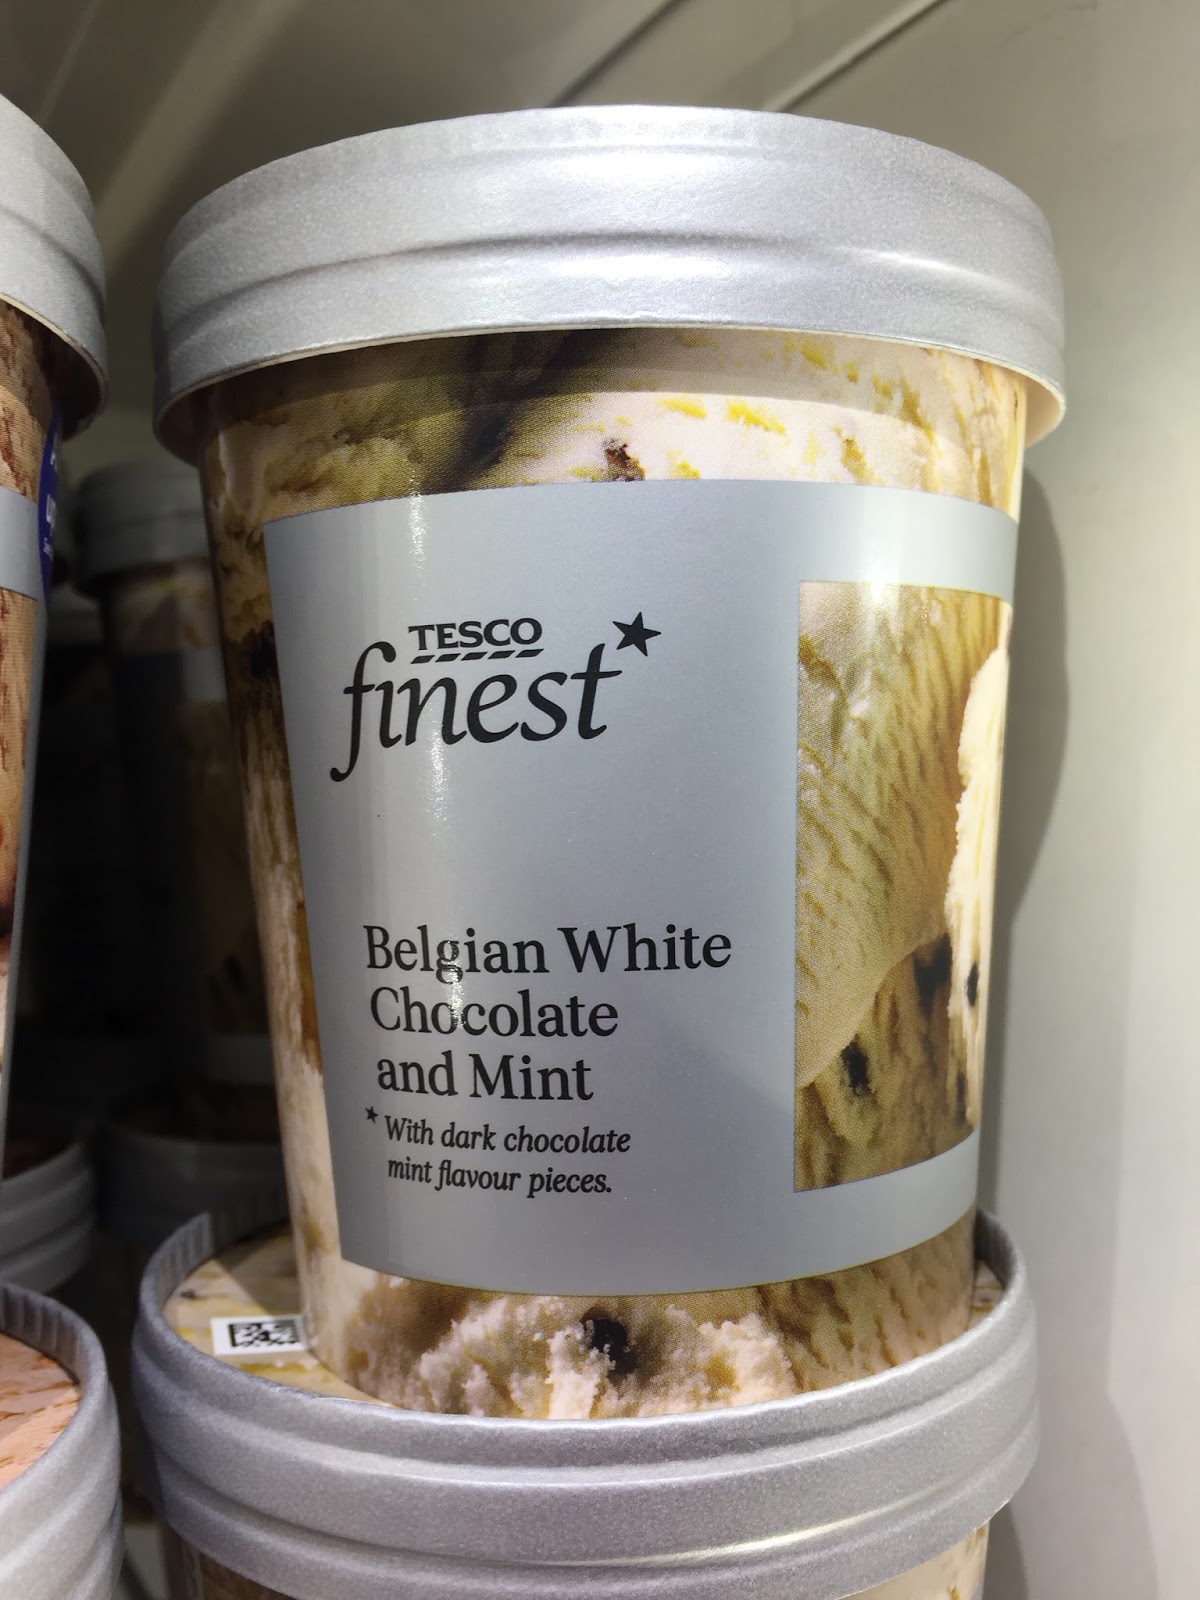 TESCO
finest*
Belgian White
Chocolate
and Mint
* With dark chocolate
mint flavour pieces.